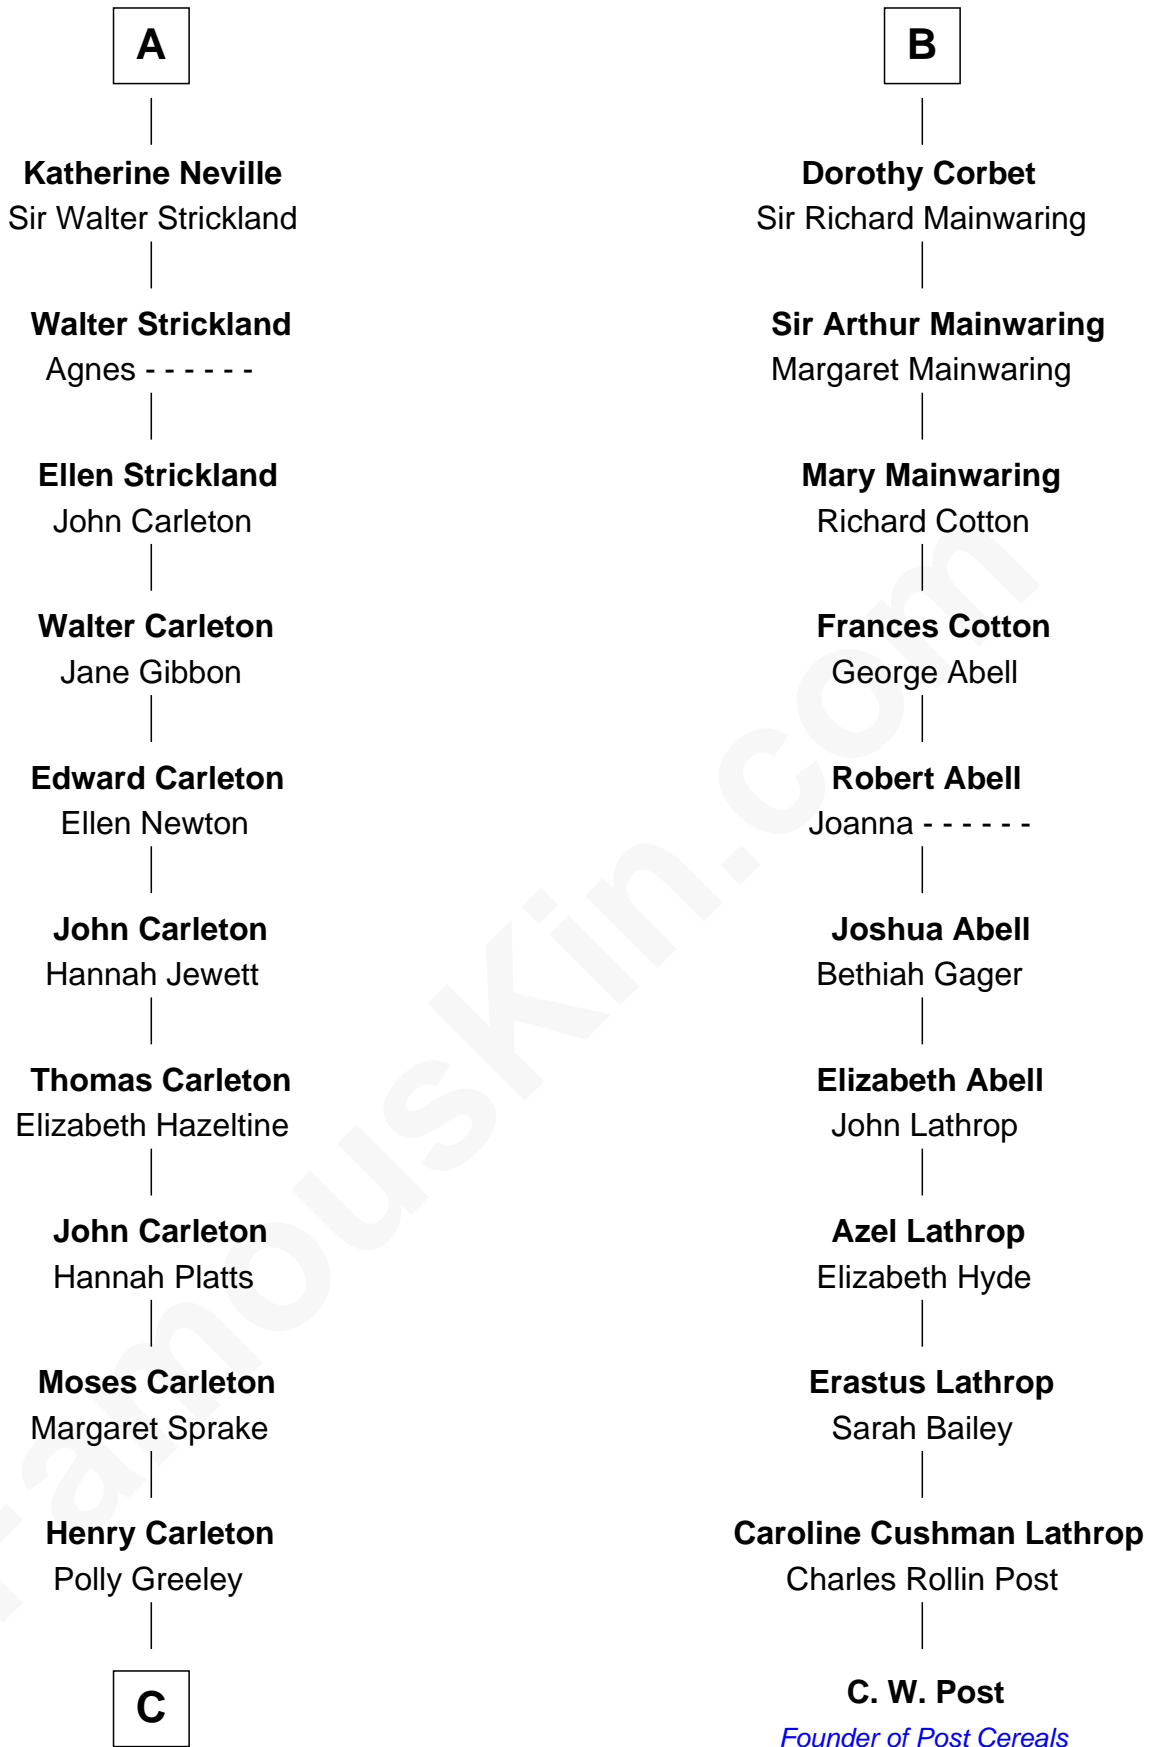 A
Katherine Neville
Sir Walter Strickland
Walter Strickland
Agnes - - - - - -
Ellen Strickland
John Carleton
Walter Carleton
Jane Gibbon
Edward Carleton
Ellen Newton
John Carleton
Hannah Jewett
Thomas Carleton
Elizabeth Hazeltine
John Carleton
Hannah Platts
Moses Carleton
Margaret Sprake
Henry Carleton
Polly Greeley
C
B
Dorothy Corbet
Sir Richard Mainwaring
Sir Arthur Mainwaring
Margaret Mainwaring
Mary Mainwaring
Richard Cotton
Frances Cotton
George Abell
Robert Abell
Joanna - - - - - -
Joshua Abell
Bethiah Gager
Elizabeth Abell
John Lathrop
Azel Lathrop
Elizabeth Hyde
Erastus Lathrop
Sarah Bailey
Caroline Cushman Lathrop
Charles Rollin Post
C. W. Post
Founder of Post Cereals
FamousKin.com